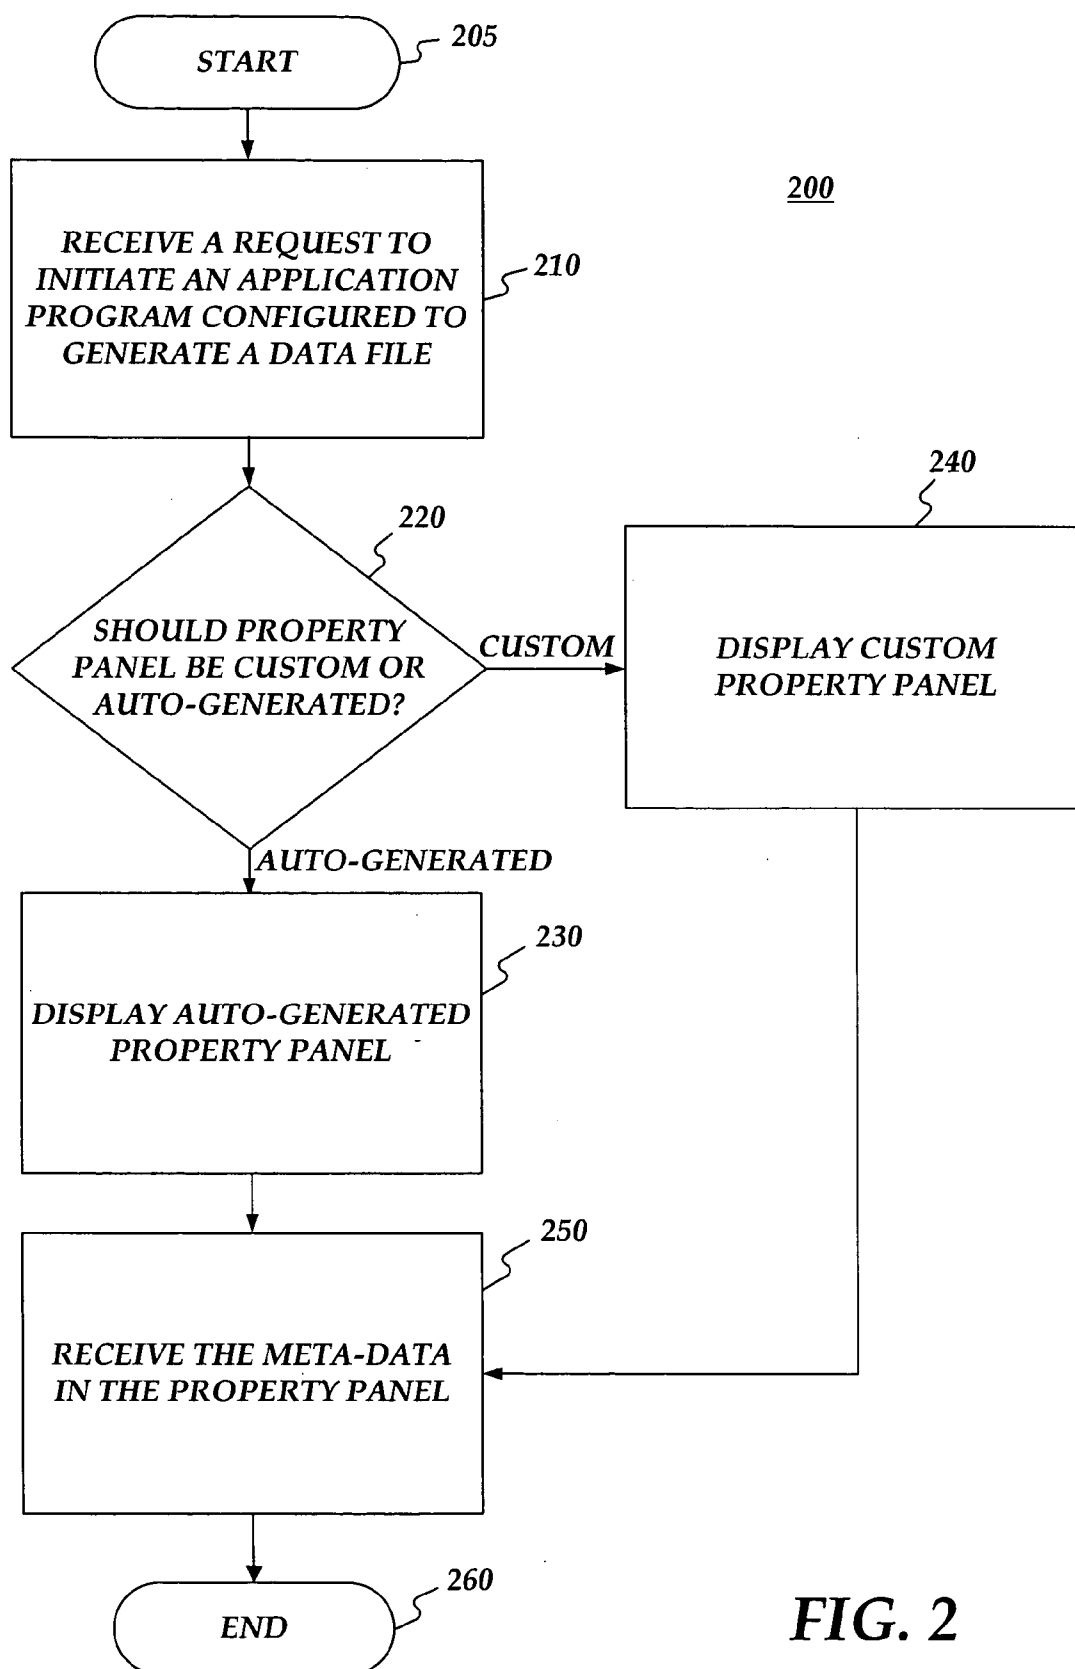 START
205
200
RECEIVE A REQUEST TO
INITIATE AN APPLICATION
PROGRAM CONFIGURED TO
GENERATE A DATA FILE
210
220
SHOULD PROPERTY
PANEL BE CUSTOM OR
AUTO-GENERATED?
CUSTOM
240
DISPLAY CUSTOM
PROPERTY PANEL
AUTO-GENERATED
230
DISPLAY AUTO-GENERATED
PROPERTY PANEL
250
RECEIVE THE META-DATA
IN THE PROPERTY PANEL
260
END
FIG. 2